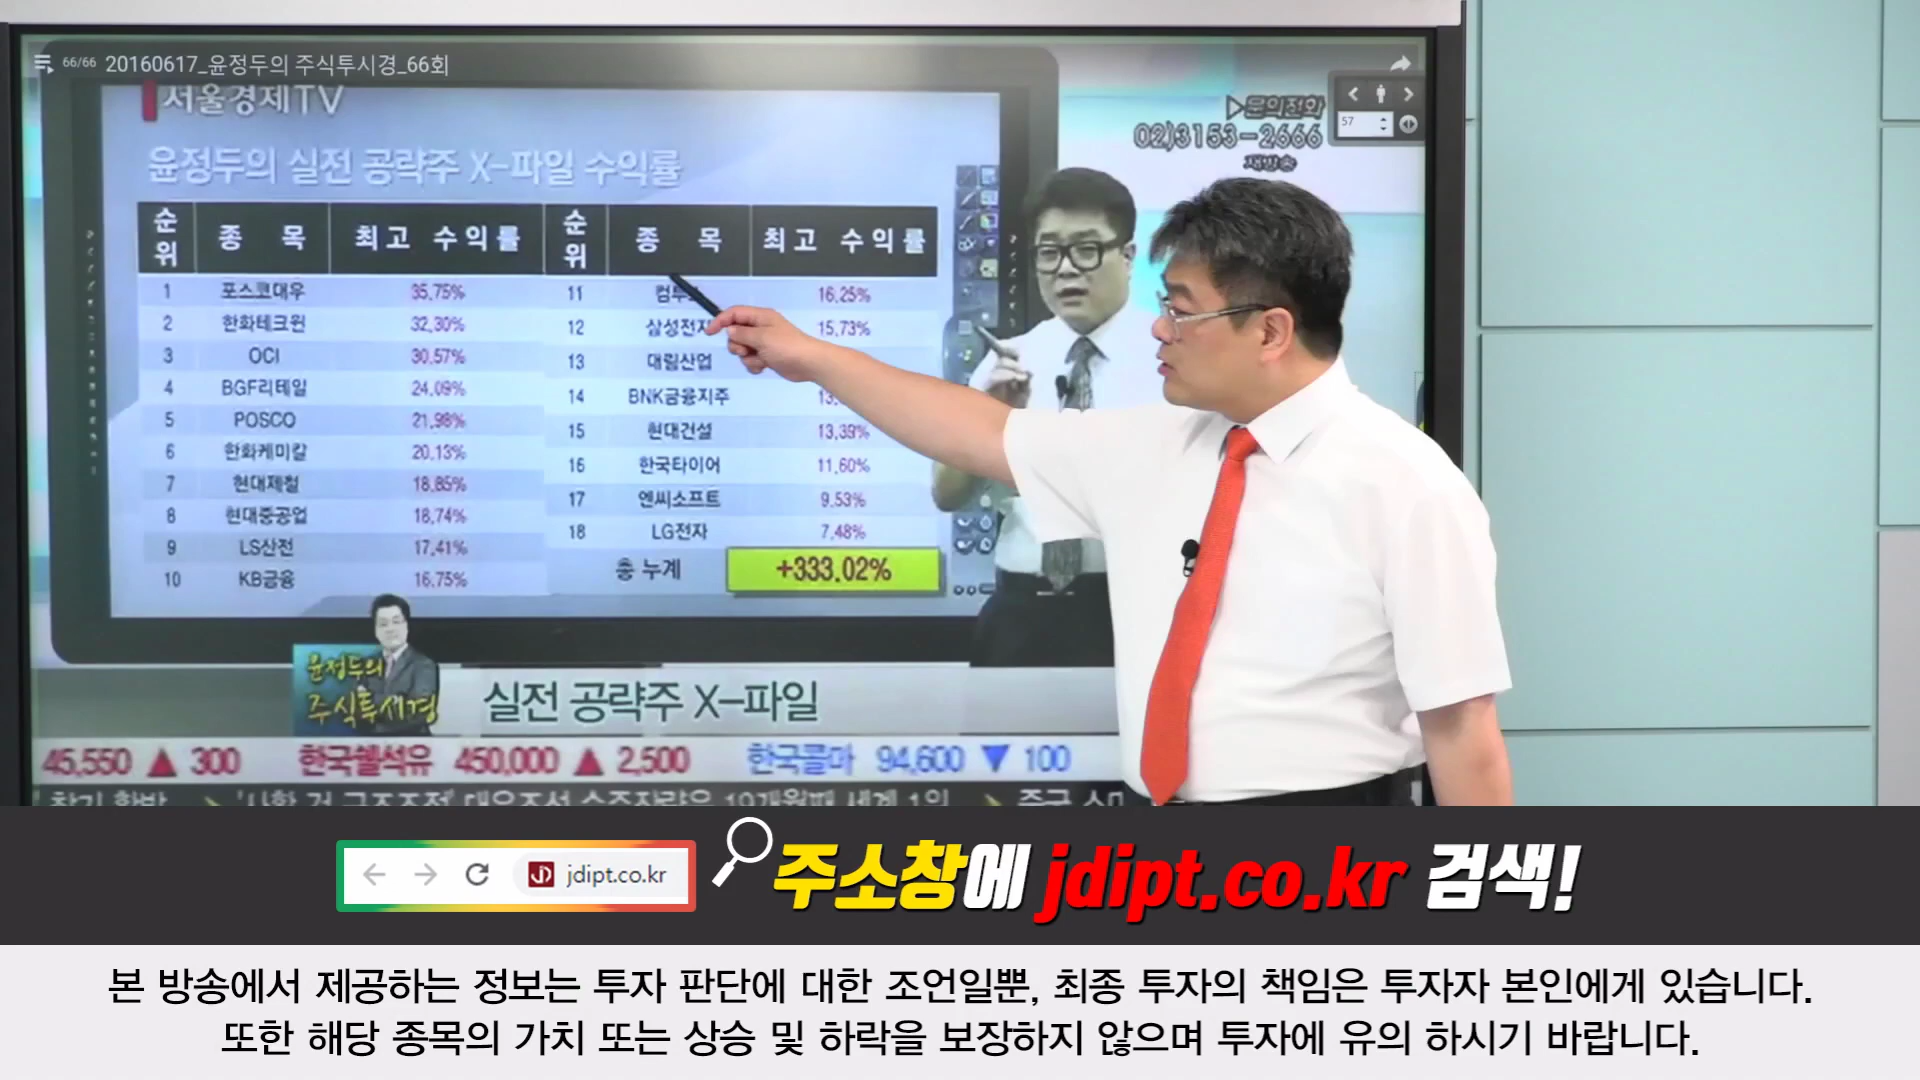 66/66 20160617_윤정두의 주식투시경_66회
서울경제TV
▷문의전화
02)3153-2666
재방송
57
윤정두의 실전 공략주 X-파일 수익률
순위 종 목 최고 수익률 순위 종 목 최고 수익률
1 포스코대우 35.75% 11 컴투 16.25%
2 한화테크윈 32.30% 12 삼성전자 15.73%
3 OCI 30.57% 13 대림산업
4 BGF리테일 24.09% 14 BNK금융지주 13.
5 POSCO 21.98% 15 현대건설 13.39%
6 한화케미칼 20.13% 16 한국타이어 11.60%
7 현대제철 18.85% 17 엔씨소프트 9.53%
8 현대중공업 18.74% 18 LG전자 7.48%
9 LS산전 17.41% 총 누계 +333.02%
10 KB금융 16.75%
윤정두의
주식투시경
실전 공략주 X-파일
45,550 ▲ 300 한국쉘석유 450,000 ▲ 2,500 한국콜마 94,600 ▼ 100
jdipt.co.kr
주소창에 jdipt.co.kr 검색!
본 방송에서 제공하는 정보는 투자 판단에 대한 조언일뿐, 최종 투자의 책임은 투자자 본인에게 있습니다.
또한 해당 종목의 가치 또는 상승 및 하락을 보장하지 않으며 투자에 유의 하시기 바랍니다.